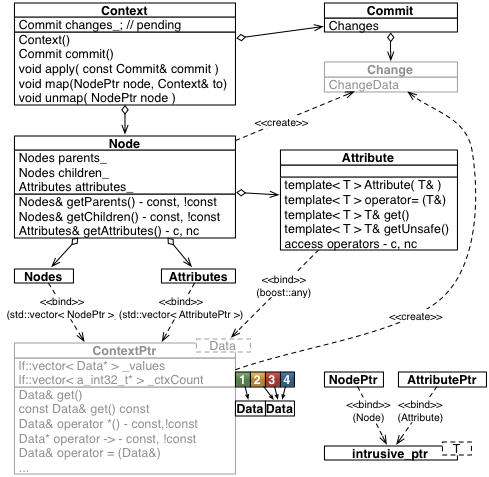 Context
Commit changes_; // pending
Context()
Commit commit()
void apply( const Commit& commit )
void map(NodePtr node, Context& to)
void unmap( NodePtr node )
Commit
Changes
Change
ChangeData
<<create>>
Node
Nodes parents_
Nodes children_
Attributes attributes_
Nodes& getParents() - const, !const
Nodes& getChildren() - const, !const
Attributes& getAttributes() - c, nc
Attribute
template< T > Attribute( T& )
template< T > operator= (T&)
template< T > T& get()
template< T > T& getUnsafe()
access operators - c, nc
Nodes
Attributes
<<bind>>
(std::vector< NodePtr >
<<bind>>
(std::vector< AttributePtr >)
<<bind>>
(boost::any)
<<create>>
Data
ContextPtr
lf::vector< Data* > _values
lf::vector< a_int32_t* > _ctxCount
Data& get()
const Data& get() const
Data& operator *() - const,!const
Data* operator -> - const, !const
Data& operator = (Data&)
...
1 2 3 4
Data Data
NodePtr
AttributePtr
<<bind>>
(Node)
<<bind>>
(Attribute)
T
intrusive_ptr